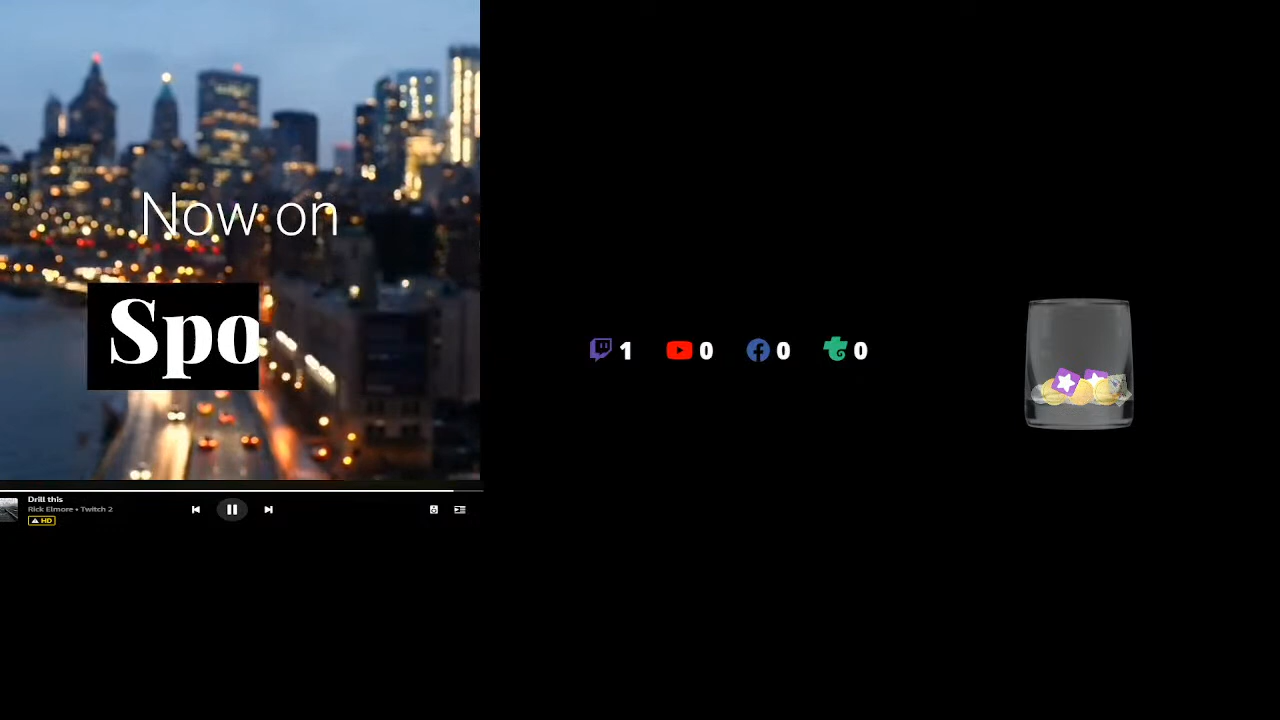 Now on
Spo
Drill this
Rick Elmore • Twitch 2
HD
1
0
0
0